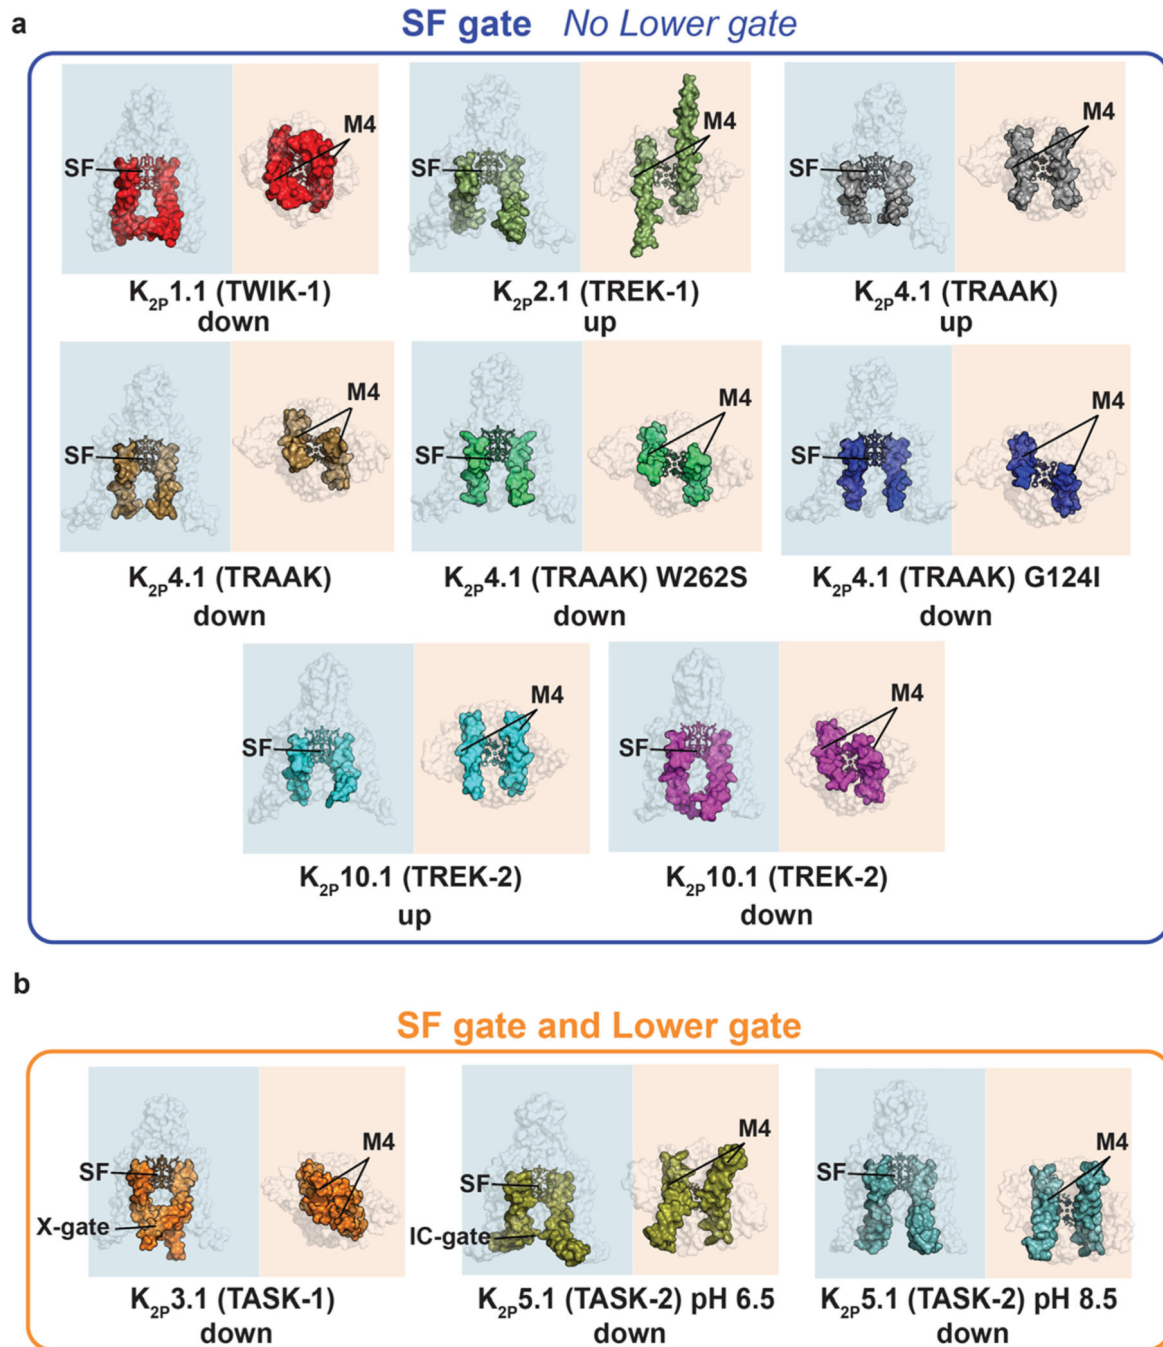 a
SF gate No Lower gate
SF M4 SF M4 SF M4
K2P1.1 (TWIK-1) K2P2.1 (TREK-1) K2P4.1 (TRAAK)
down up up
SF M4 SF M4 SF M4
K2P4.1 (TRAAK) K2P4.1 (TRAAK) W262S K2P4.1 (TRAAK) G124I
down down down
SF M4 SF M4
K2P10.1 (TREK-2) K2P10.1 (TREK-2)
up down
b
SF gate and Lower gate
SF M4 SF M4 SF M4
X-gate IC-gate
K2P3.1 (TASK-1) K2P5.1 (TASK-2) pH 6.5 K2P5.1 (TASK-2) pH 8.5
down down down